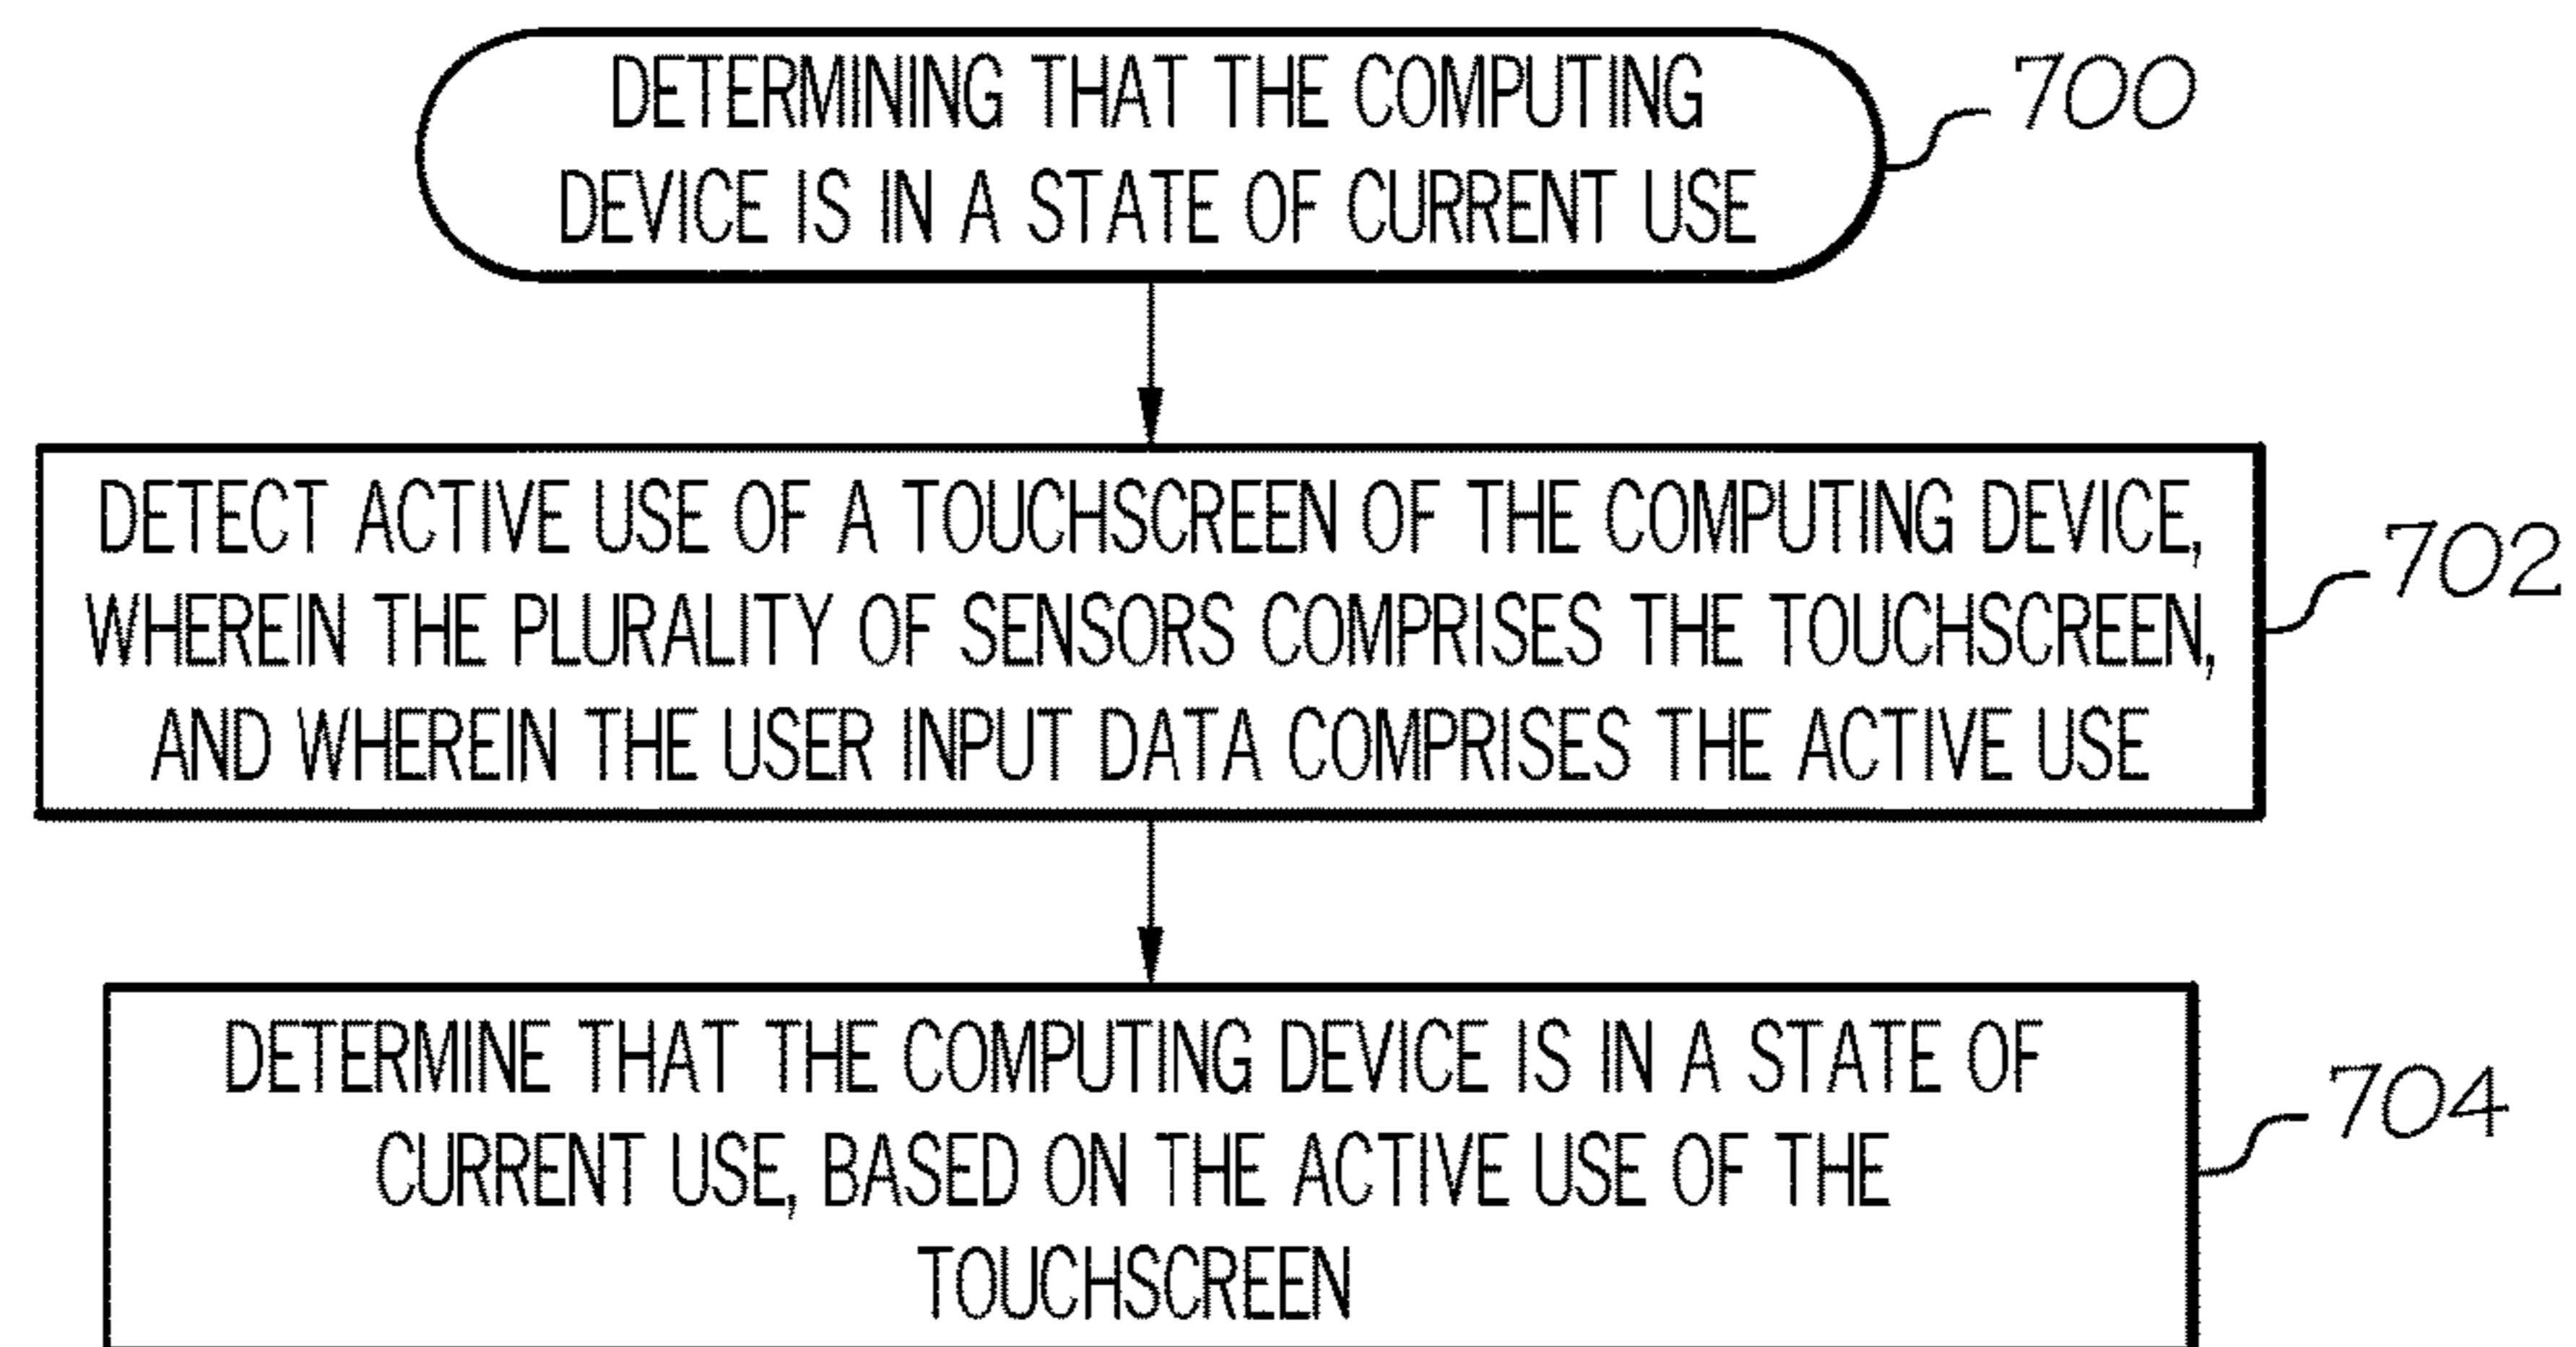 DETERMINING THAT THE COMPUTING
DEVICE IS IN A STATE OF CURRENT USE
700
DETECT ACTIVE USE OF A TOUCHSCREEN OF THE COMPUTING DEVICE,
WHEREIN THE PLURALITY OF SENSORS COMPRISES THE TOUCHSCREEN,
AND WHEREIN THE USER INPUT DATA COMPRISES THE ACTIVE USE
702
DETERMINE THAT THE COMPUTING DEVICE IS IN A STATE OF
CURRENT USE, BASED ON THE ACTIVE USE OF THE
TOUCHSCREEN
704